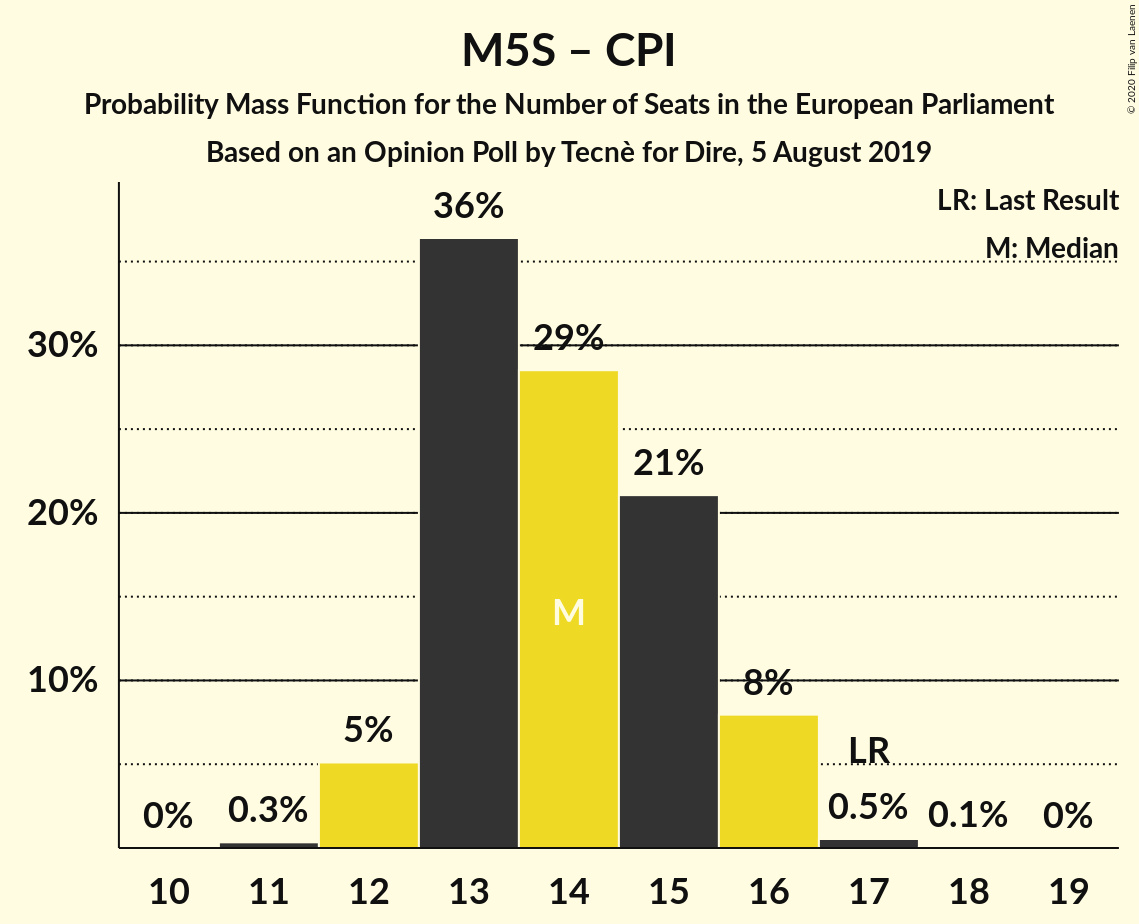 M5S – CPI
Probability Mass Function for the Number of Seats in the European Parliament
Based on an Opinion Poll by Tecnè for Dire, 5 August 2019
© 2020 Filip van Laenen
LR: Last Result
M: Median
36%
29%
21%
8%
5%
LR
0%
0.3%
0.5%
0.1%
0%
M
30%
20%
10%
10 11 12 13 14 15 16 17 18 19